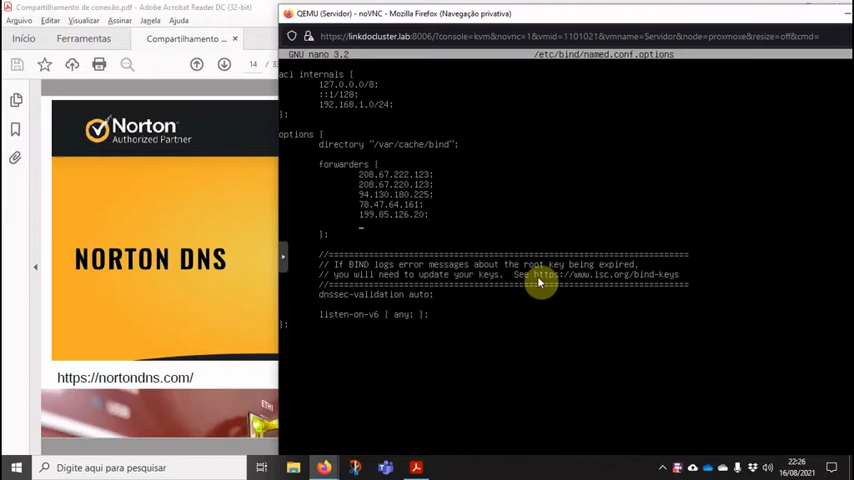 Compartilhamento de conexão.pdf - Adobe Acrobat Reader DC (32-bit)
Arquivo Editar Visualizar Assinar Janela Ajuda
Início Ferramentas Compartilhamento ... ×
14 / 33
Norton
Authorized Partner
NORTON DNS
https://nortondns.com/
ETHI
QEMU (Servidor) - noVNC - Mozilla Firefox (Navegação privativa)
https://linkdocluster.lab:8006/?console=kvm&novnc=1&vmid=1101021&vmname=Servidor&node=proxmoxe&resize=off&cmd=
GNU nano 3.2 /etc/bind/named.conf.options
acl internals {
127.0.0.0/8;
::1/128;
192.168.1.0/24;
};
options {
directory "/var/cache/bind";
forwarders {
208.67.222.123;
208.67.220.123;
94.130.180.225;
78.47.64.161;
199.85.126.20;
};
//========================================================================
// If BIND logs error messages about the root key being expired,
// you will need to update your keys. See https://www.isc.org/bind-keys
//========================================================================
dnssec-validation auto;
listen-on-v6 { any; };
};
Digite aqui para pesquisar
22:26
16/08/2021